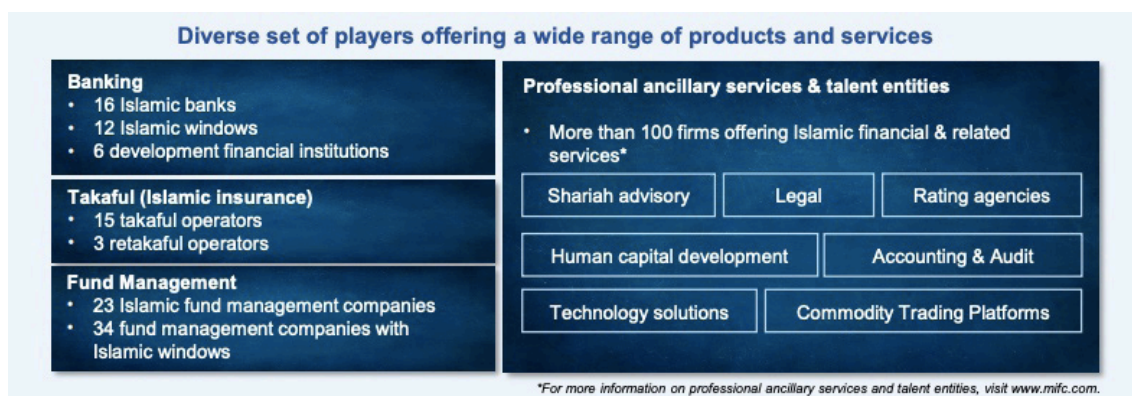 Diverse set of players offering a wide range of products and services
Banking
• 16 Islamic banks
• 12 Islamic windows
• 6 development financial institutions
Takaful (Islamic insurance)
• 15 takaful operators
• 3 retakaful operators
Fund Management
• 23 Islamic fund management companies
• 34 fund management companies with
Islamic windows
Professional ancillary services & talent entities
• More than 100 firms offering Islamic financial & related
services*
Shariah advisory
Legal
Rating agencies
Human capital development
Accounting & Audit
Technology solutions
Commodity Trading Platforms
*For more information on professional ancillary services and talent entities, visit www.mifc.com.